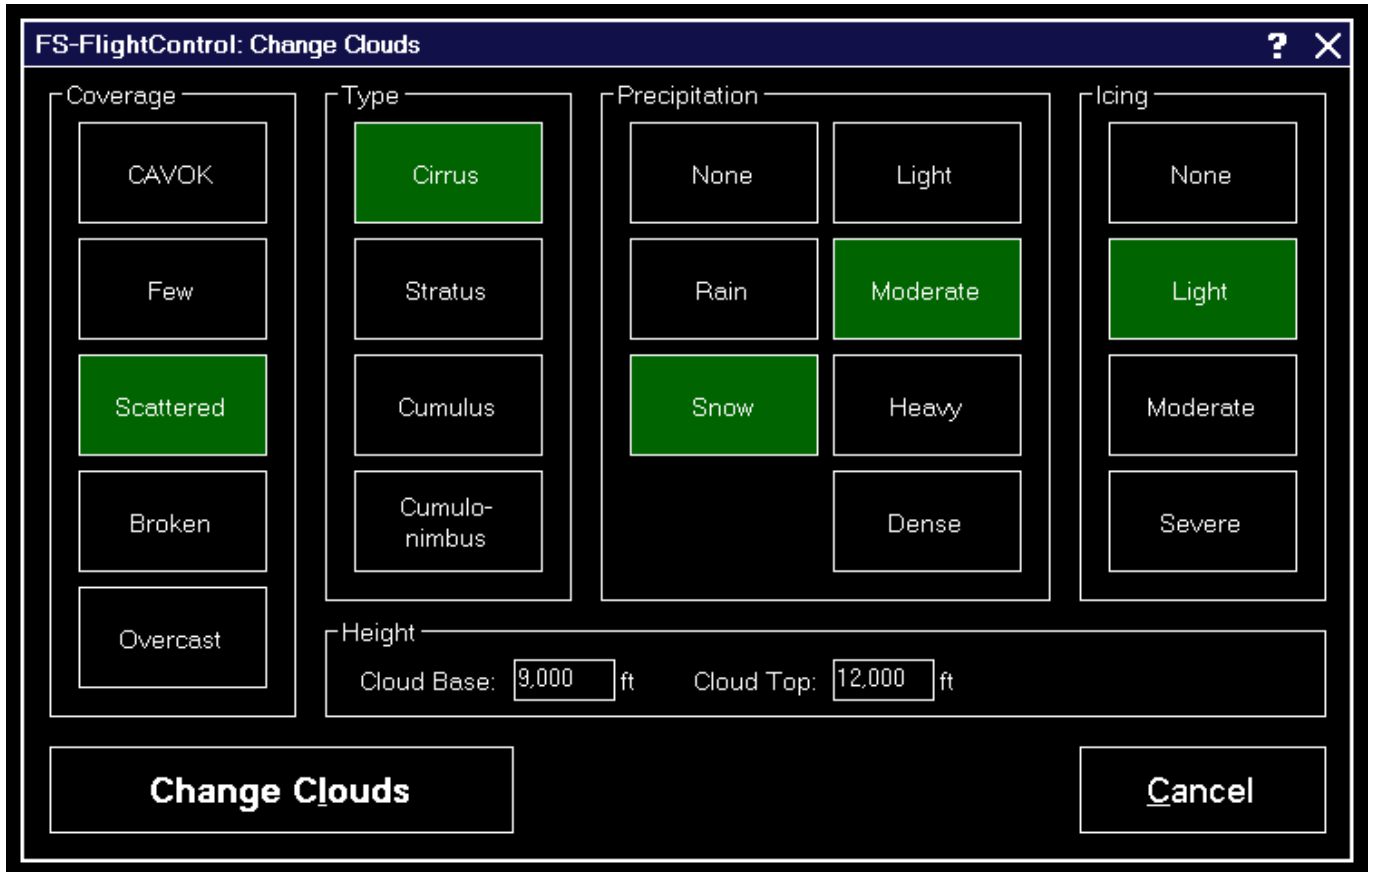 FS-FlightControl: Change Clouds
?
Coverage
CAVOK
Few
Scattered
Broken
Overcast
Type
Cirrus
Stratus
Cumulus
Cumulo-
nimbus
Precipitation
None
Light
Rain
Moderate
Snow
Heavy
Dense
Icing
None
Light
Moderate
Severe
Height
Cloud Base: 9,000 ft Cloud Top: 12,000 ft
Change Clouds
Cancel